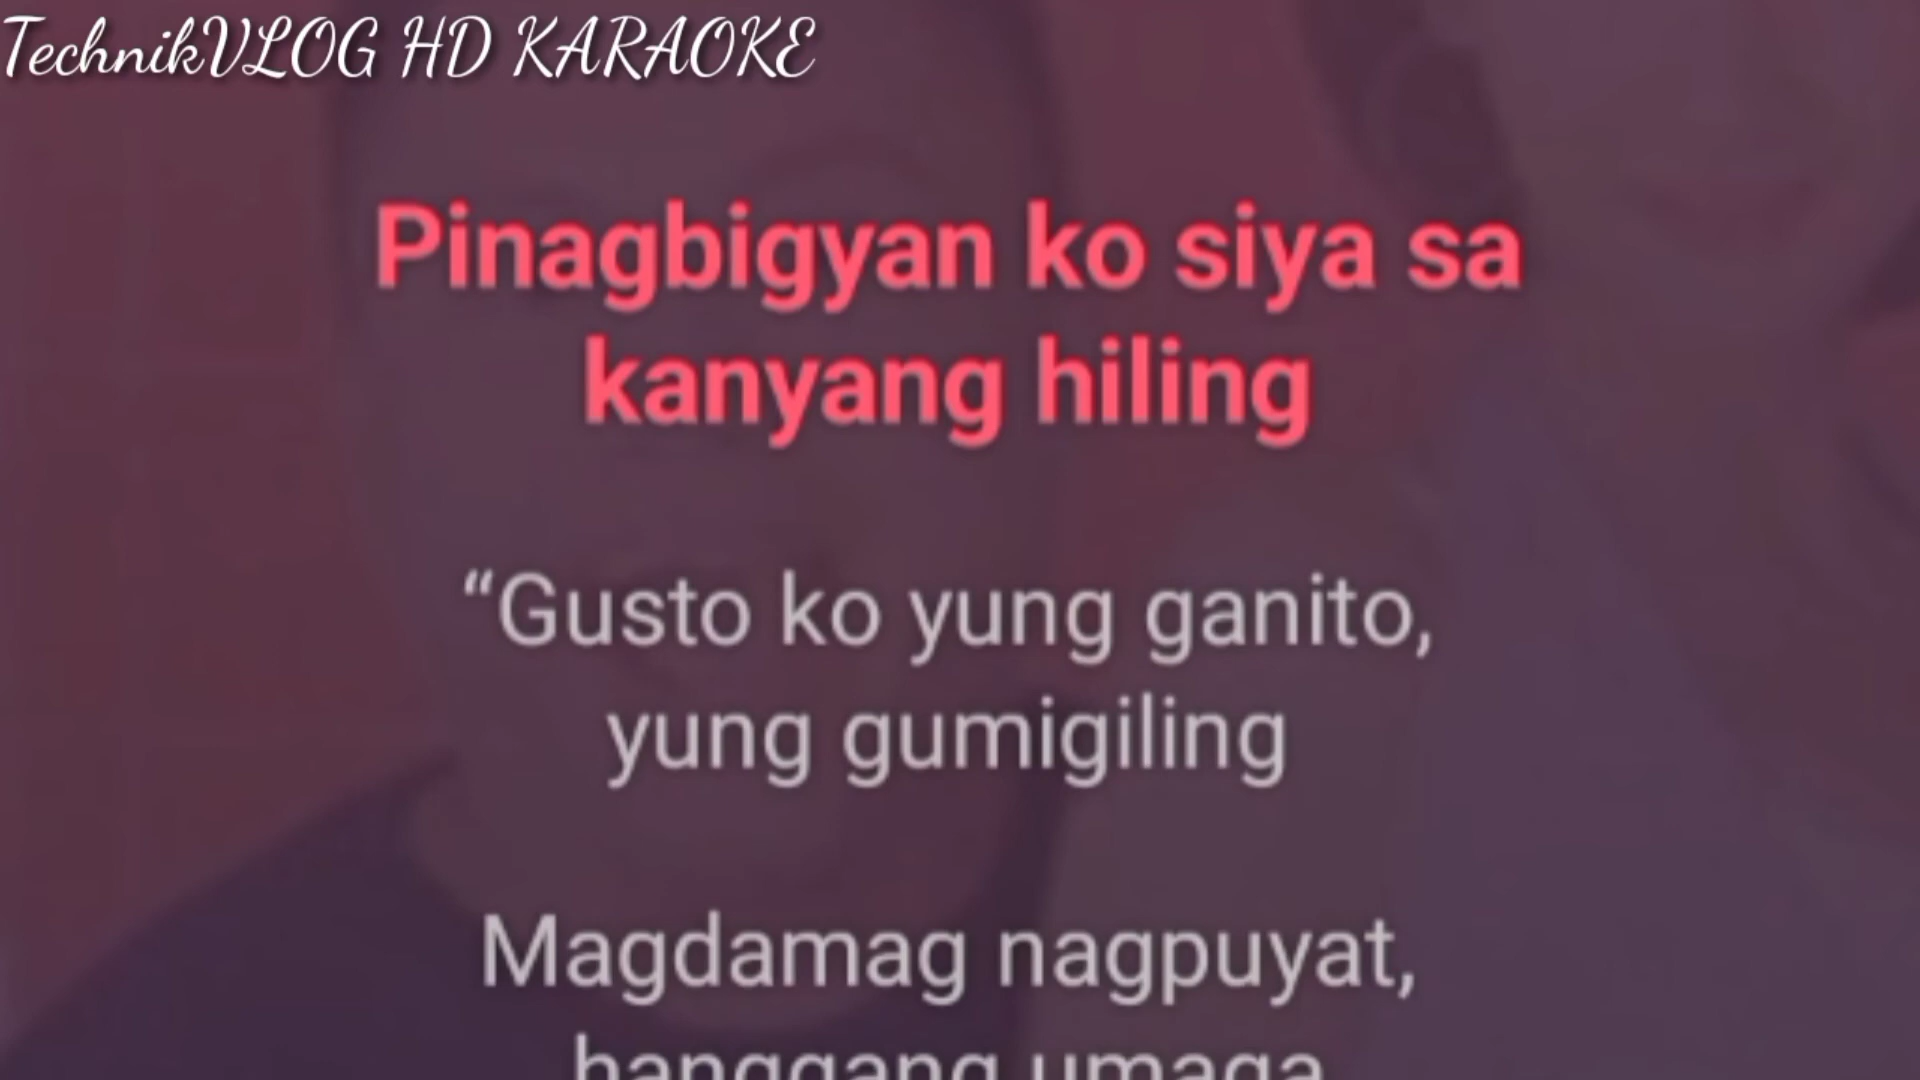 TechnikVLOG HD KARAOKE
Pinagbigyan ko siya sa
kanyang hiling
“Gusto ko yung ganito,
yung gumigiling
Magdamag nagpuyat,
hanggang umaga